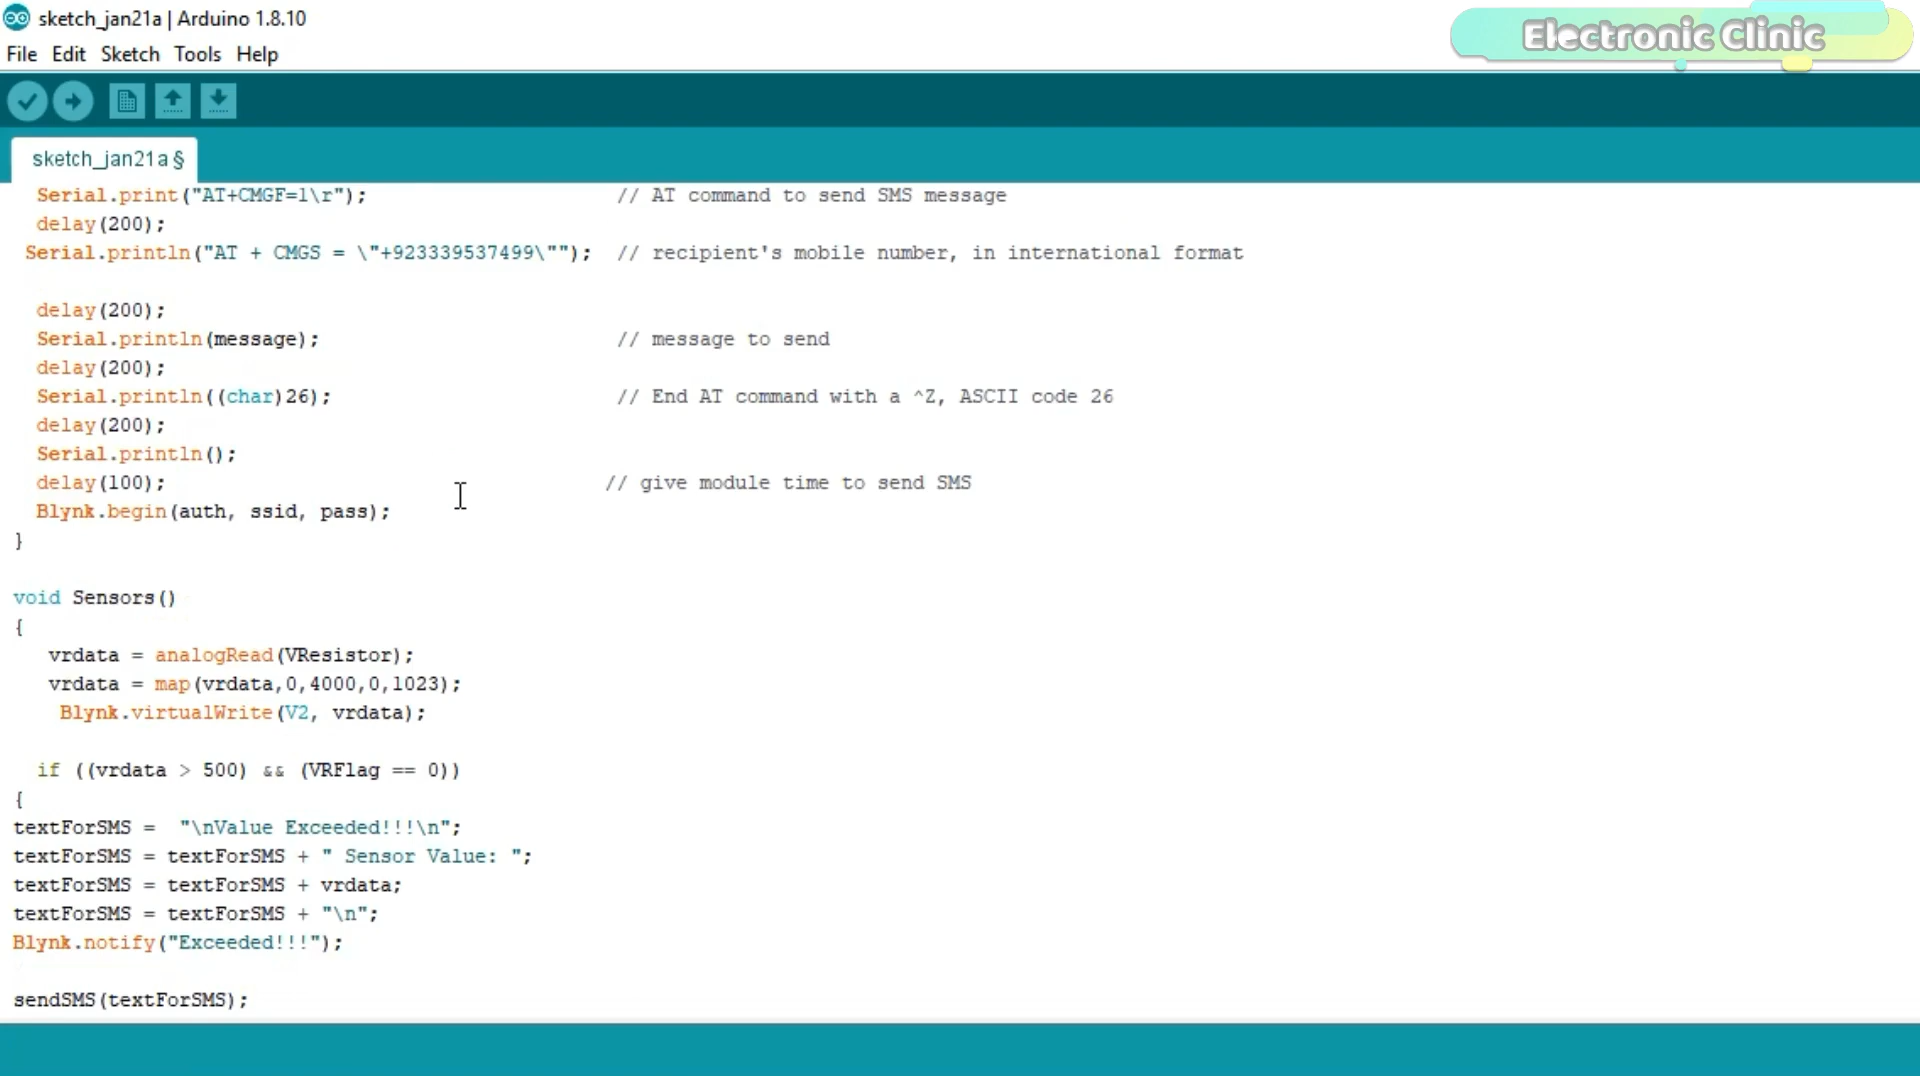 sketch_jan21a | Arduino 1.8.10
Electronic Clinic
File Edit Sketch Tools Help
sketch_jan21a §
Serial.print("AT+CMGF=1\r"); // AT command to send SMS message
delay(200);
Serial.println("AT + CMGS = \"+923339537499\""); // recipient's mobile number, in international format
delay(200);
Serial.println(message); // message to send
delay(200);
Serial.println((char)26); // End AT command with a ^Z, ASCII code 26
delay(200);
Serial.println();
delay(100); // give module time to send SMS
Blynk.begin(auth, ssid, pass);
}
void Sensors()
{
vrdata = analogRead(VResistor);
vrdata = map(vrdata,0,4000,0,1023);
Blynk.virtualWrite(V2, vrdata);
if ((vrdata > 500) && (VRFlag == 0))
{
textForSMS = "\nValue Exceeded!!!\n";
textForSMS = textForSMS + " Sensor Value: ";
textForSMS = textForSMS + vrdata;
textForSMS = textForSMS + "\n";
Blynk.notify("Exceeded!!!");
sendSMS(textForSMS);